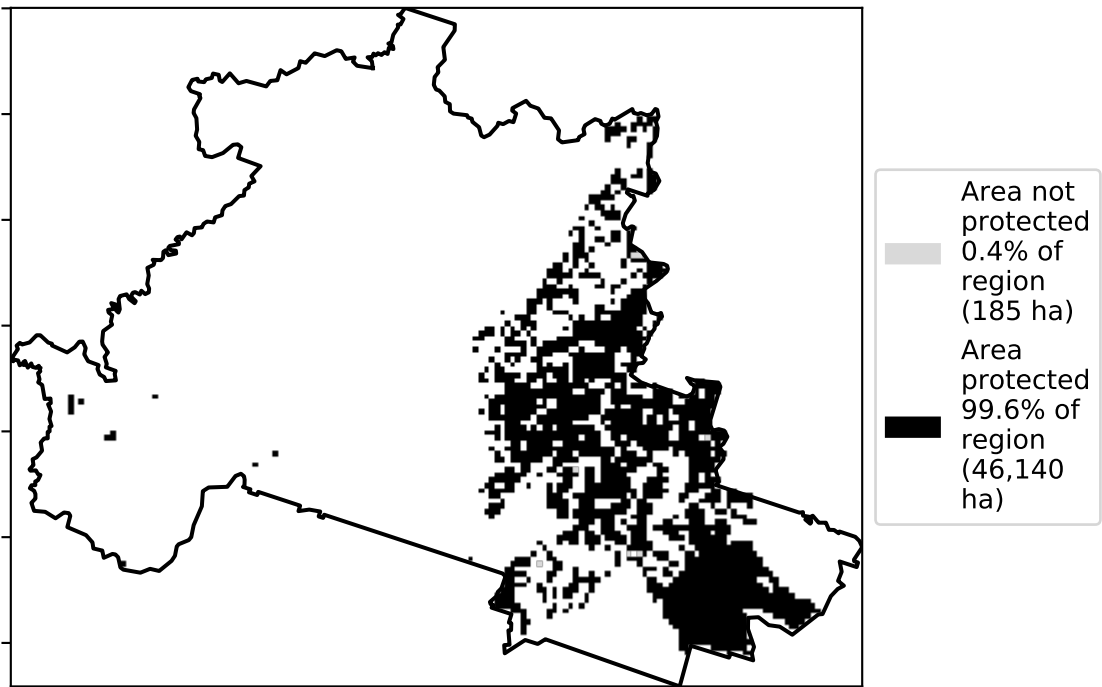 Area not
protected
0.4% of
region
(185 ha)
Area
protected
99.6% of
region
(46,140
ha)